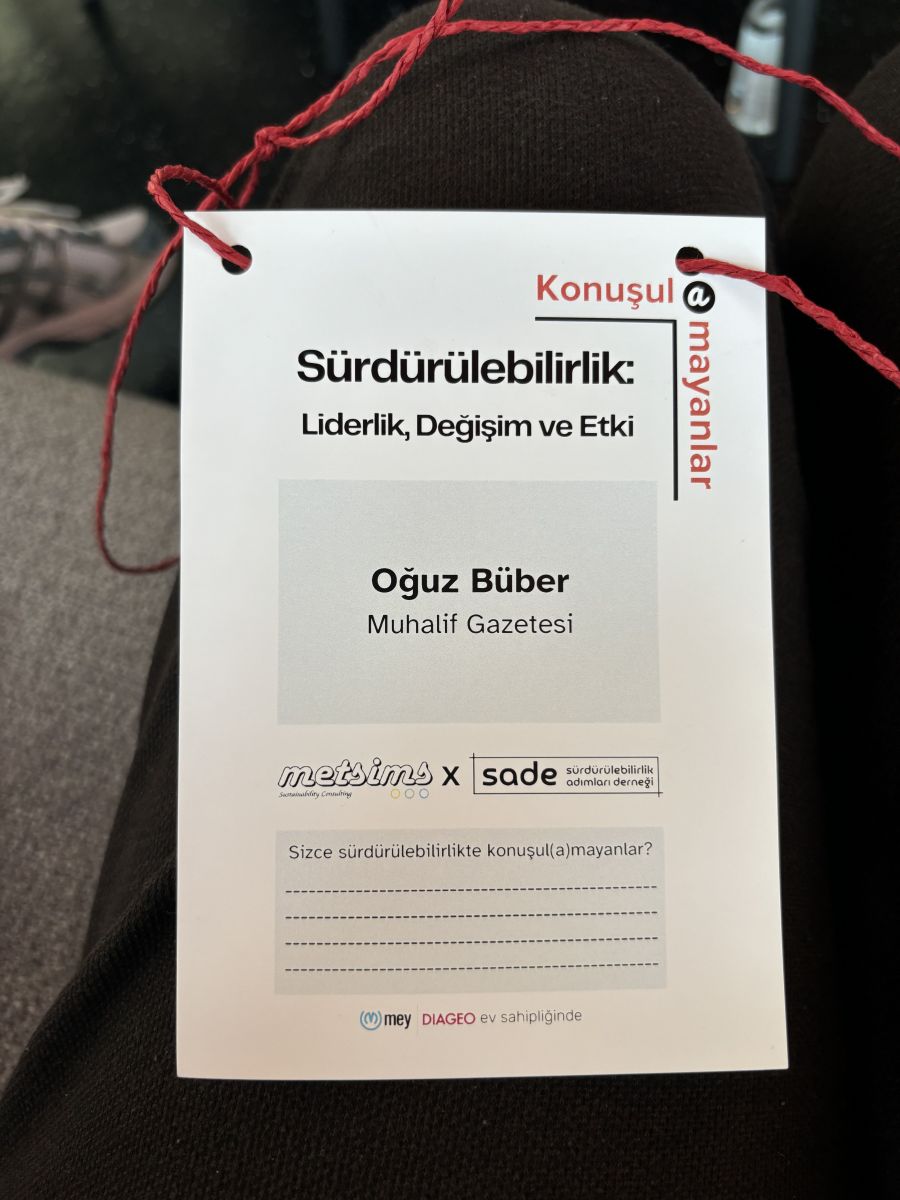 Konuşul@mayanlar
Sürdürülebilirlik:
Liderlik, Değişim ve Etki
Oğuz Büber
Muhalif Gazetesi
metsims x sade sürdürülebilirlik
Sustainability Consulting adımları derneği
Sizce sürdürülebilirlikte konuşul(a)mayanlar?
mey | DIAGEO ev sahipliğinde